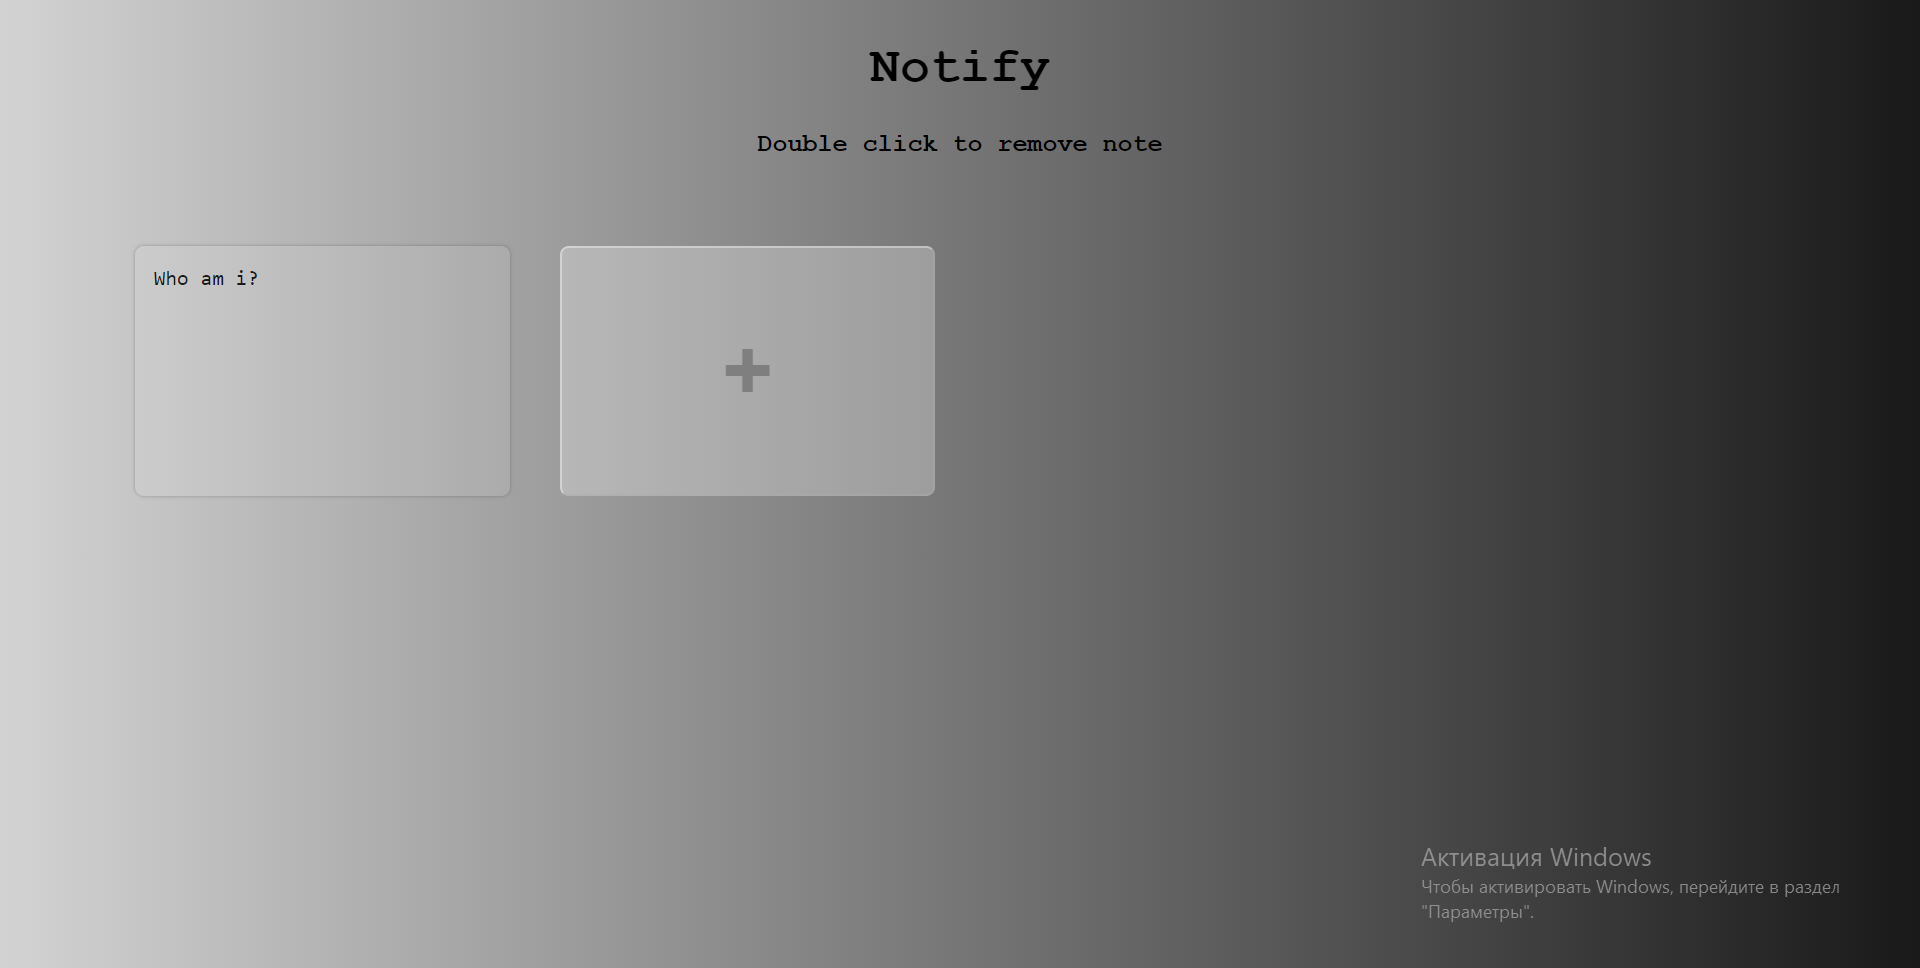 Notify
Double click to remove note
Who am i?
+
Активация Windows
Чтобы активировать Windows, перейдите в раздел
"Параметры".